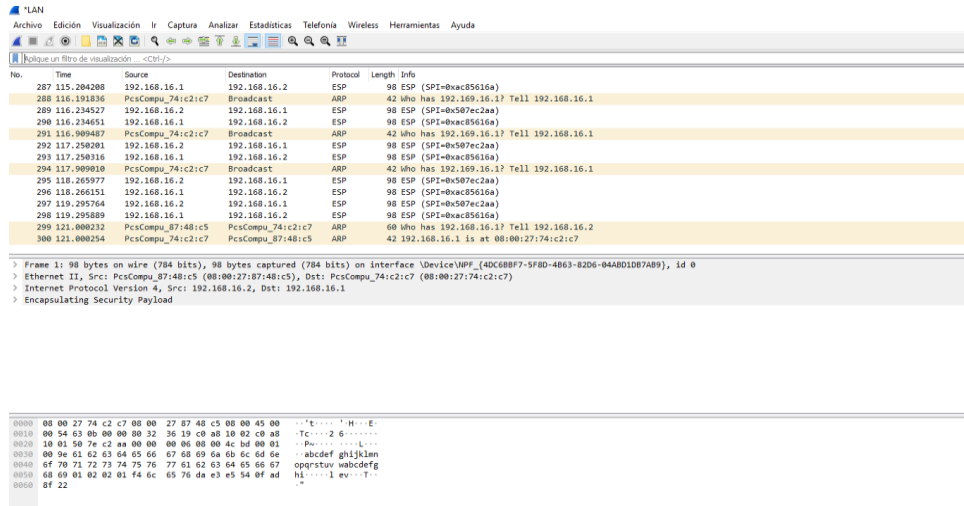 *LAN
Archivo Edición Visualización Ir Captura Analizar Estadísticas Telefonía Wireless Herramientas Ayuda
Aplique un filtro de visualización ... <Ctrl-/>
No. Time Source Destination Protocol Length Info
287 115.204208 192.168.16.1 192.168.16.2 ESP 98 ESP (SPI=0xac85616a)
288 116.191836 PcsCompu_74:c2:c7 Broadcast ARP 42 Who has 192.169.16.1? Tell 192.168.16.1
289 116.234527 192.168.16.2 192.168.16.1 ESP 98 ESP (SPI=0x507ec2aa)
290 116.234651 192.168.16.1 192.168.16.2 ESP 98 ESP (SPI=0xac85616a)
291 116.909487 PcsCompu_74:c2:c7 Broadcast ARP 42 Who has 192.169.16.1? Tell 192.168.16.1
292 117.250201 192.168.16.2 192.168.16.1 ESP 98 ESP (SPI=0x507ec2aa)
293 117.250316 192.168.16.1 192.168.16.2 ESP 98 ESP (SPI=0xac85616a)
294 117.909010 PcsCompu_74:c2:c7 Broadcast ARP 42 Who has 192.169.16.1? Tell 192.168.16.1
295 118.265977 192.168.16.2 192.168.16.1 ESP 98 ESP (SPI=0x507ec2aa)
296 118.266151 192.168.16.1 192.168.16.2 ESP 98 ESP (SPI=0xac85616a)
297 119.295764 192.168.16.2 192.168.16.1 ESP 98 ESP (SPI=0x507ec2aa)
298 119.295889 192.168.16.1 192.168.16.2 ESP 98 ESP (SPI=0xac85616a)
299 121.000232 PcsCompu_87:48:c5 PcsCompu_74:c2:c7 ARP 60 Who has 192.168.16.1? Tell 192.168.16.2
300 121.000254 PcsCompu_74:c2:c7 PcsCompu_87:48:c5 ARP 42 192.168.16.1 is at 08:00:27:74:c2:c7
> Frame 1: 98 bytes on wire (784 bits), 98 bytes captured (784 bits) on interface \Device\NPF_{4DC6BBF7-5F8D-4B63-82D6-04ABD1DB7AB9}, id 0
> Ethernet II, Src: PcsCompu_87:48:c5 (08:00:27:87:48:c5), Dst: PcsCompu_74:c2:c7 (08:00:27:74:c2:c7)
> Internet Protocol Version 4, Src: 192.168.16.2, Dst: 192.168.16.1
> Encapsulating Security Payload
0000 08 00 27 74 c2 c7 08 00 27 87 48 c5 08 00 45 00 ··'t···· '·H···E·
0010 00 54 63 0b 00 00 80 32 36 19 c0 a8 10 02 c0 a8 ·Tc····2 6·······
0020 10 01 50 7e c2 aa 00 00 00 06 08 00 4c bd 00 01 ··P~···· ····L···
0030 00 9e 61 62 63 64 65 66 67 68 69 6a 6b 6c 6d 6e ··abcdef ghijklmn
0040 6f 70 71 72 73 74 75 76 77 61 62 63 64 65 66 67 opqrstuv wabcdefg
0050 68 69 01 02 02 01 f4 6c 65 76 da e3 e5 54 0f ad hi·····l ev···T··
0060 8f 22 ·"